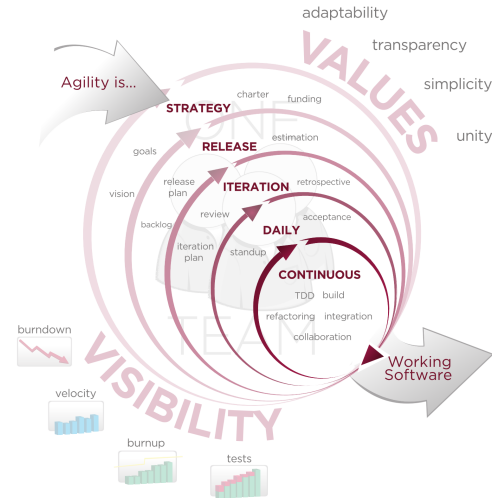 adaptability
VALUES
transparency
simplicity
unity
Agility is...
STRATEGY
charter
funding
ONE
RELEASE
estimation
goals
ITERATION
release
plan
retrospective
vision
review
acceptance
backlog
DAILY
iteration
plan
standup
CONTINUOUS
TDD build
refactoring integration
collaboration
TEAM
Working
Software
VISIBILITY
burndown
velocity
burnup
tests